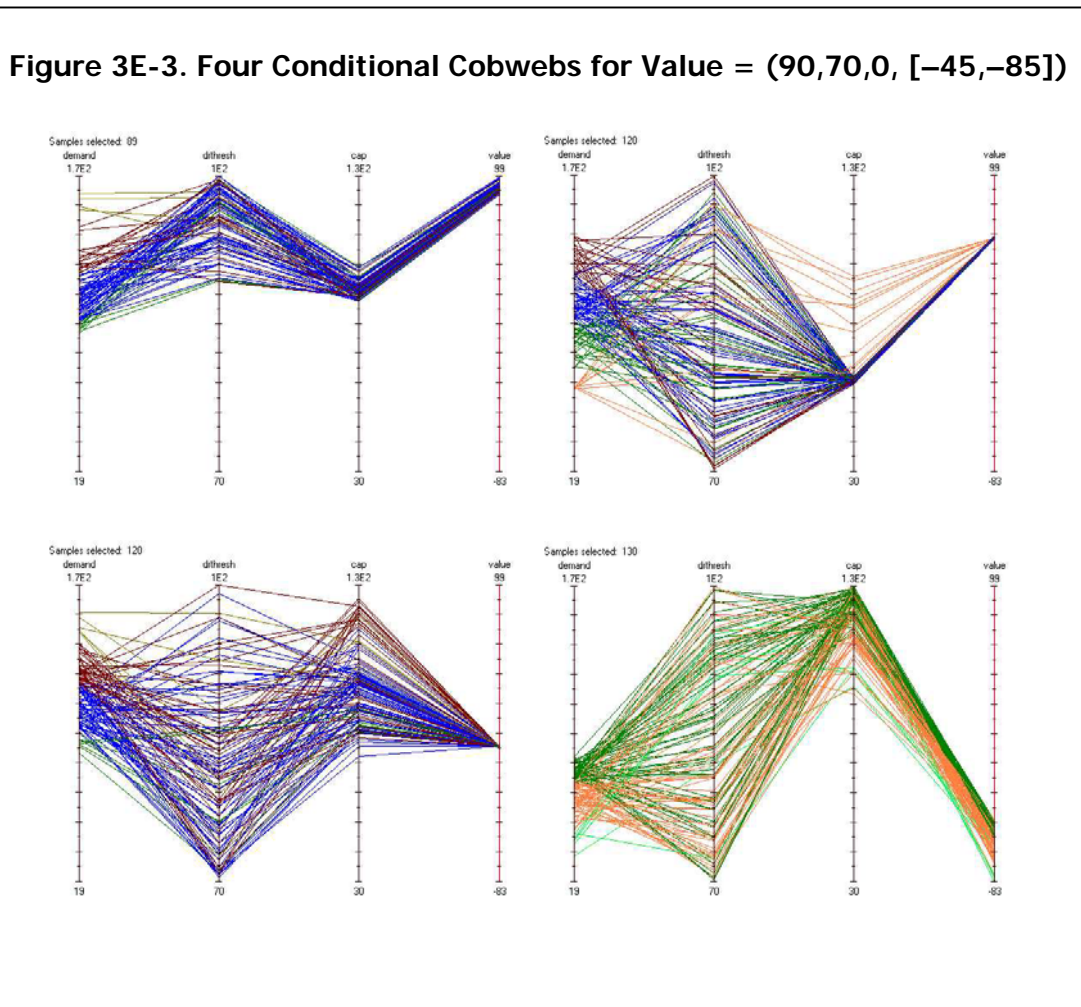 Figure 3E-3. Four Conditional Cobwebs for Value = (90,70,0, [–45,–85])
Samples selected: 89
demand dithresh cap value
1.7E2 1E2 1.3E2 99
19 70 30 -83
Samples selected: 120
demand dithresh cap value
1.7E2 1E2 1.3E2 99
19 70 30 -83
Samples selected: 120
demand dithresh cap value
1.7E2 1E2 1.3E2 99
19 70 30 -83
Samples selected: 130
demand dithresh cap value
1.7E2 1E2 1.3E2 99
19 70 30 -83